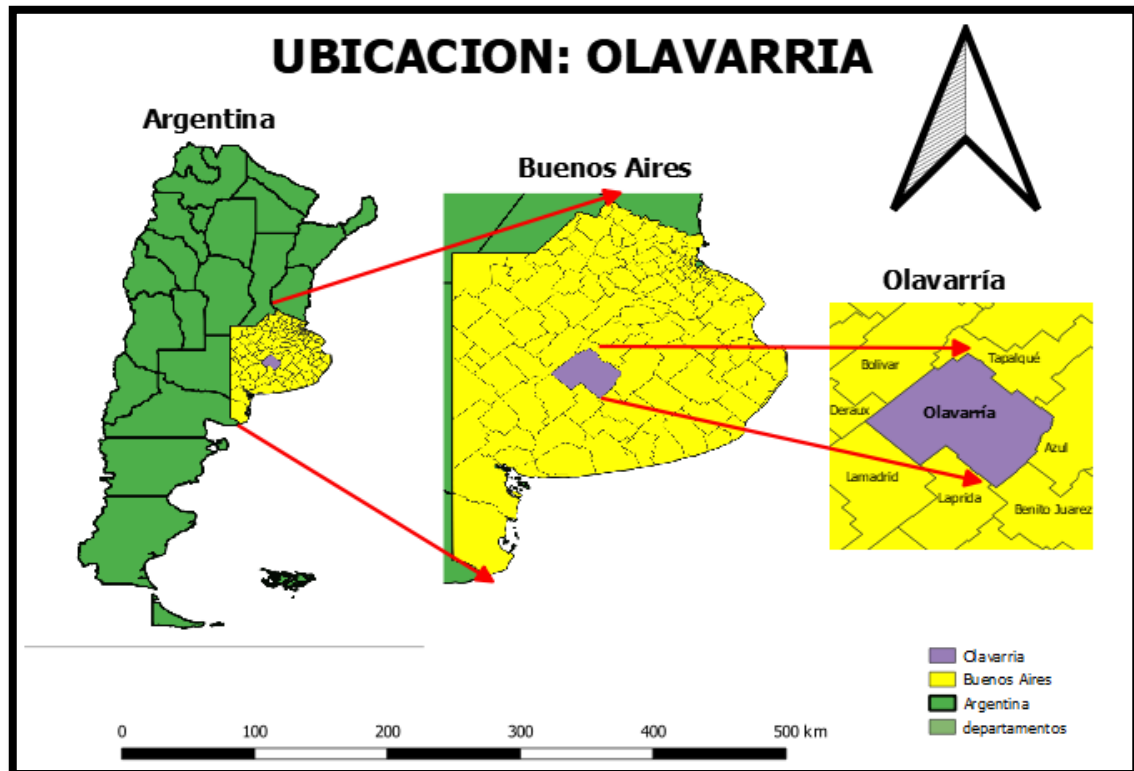 UBICACION: OLAVARRIA
Argentina
Buenos Aires
Olavarría
Bolivar
Tapalqué
Deraux
Olavarría
Azul
Lamadrid
Laprida
Benito Juarez
Olavarria
Buenos Aires
Argentina
departamentos
0 100 200 300 400 500 km